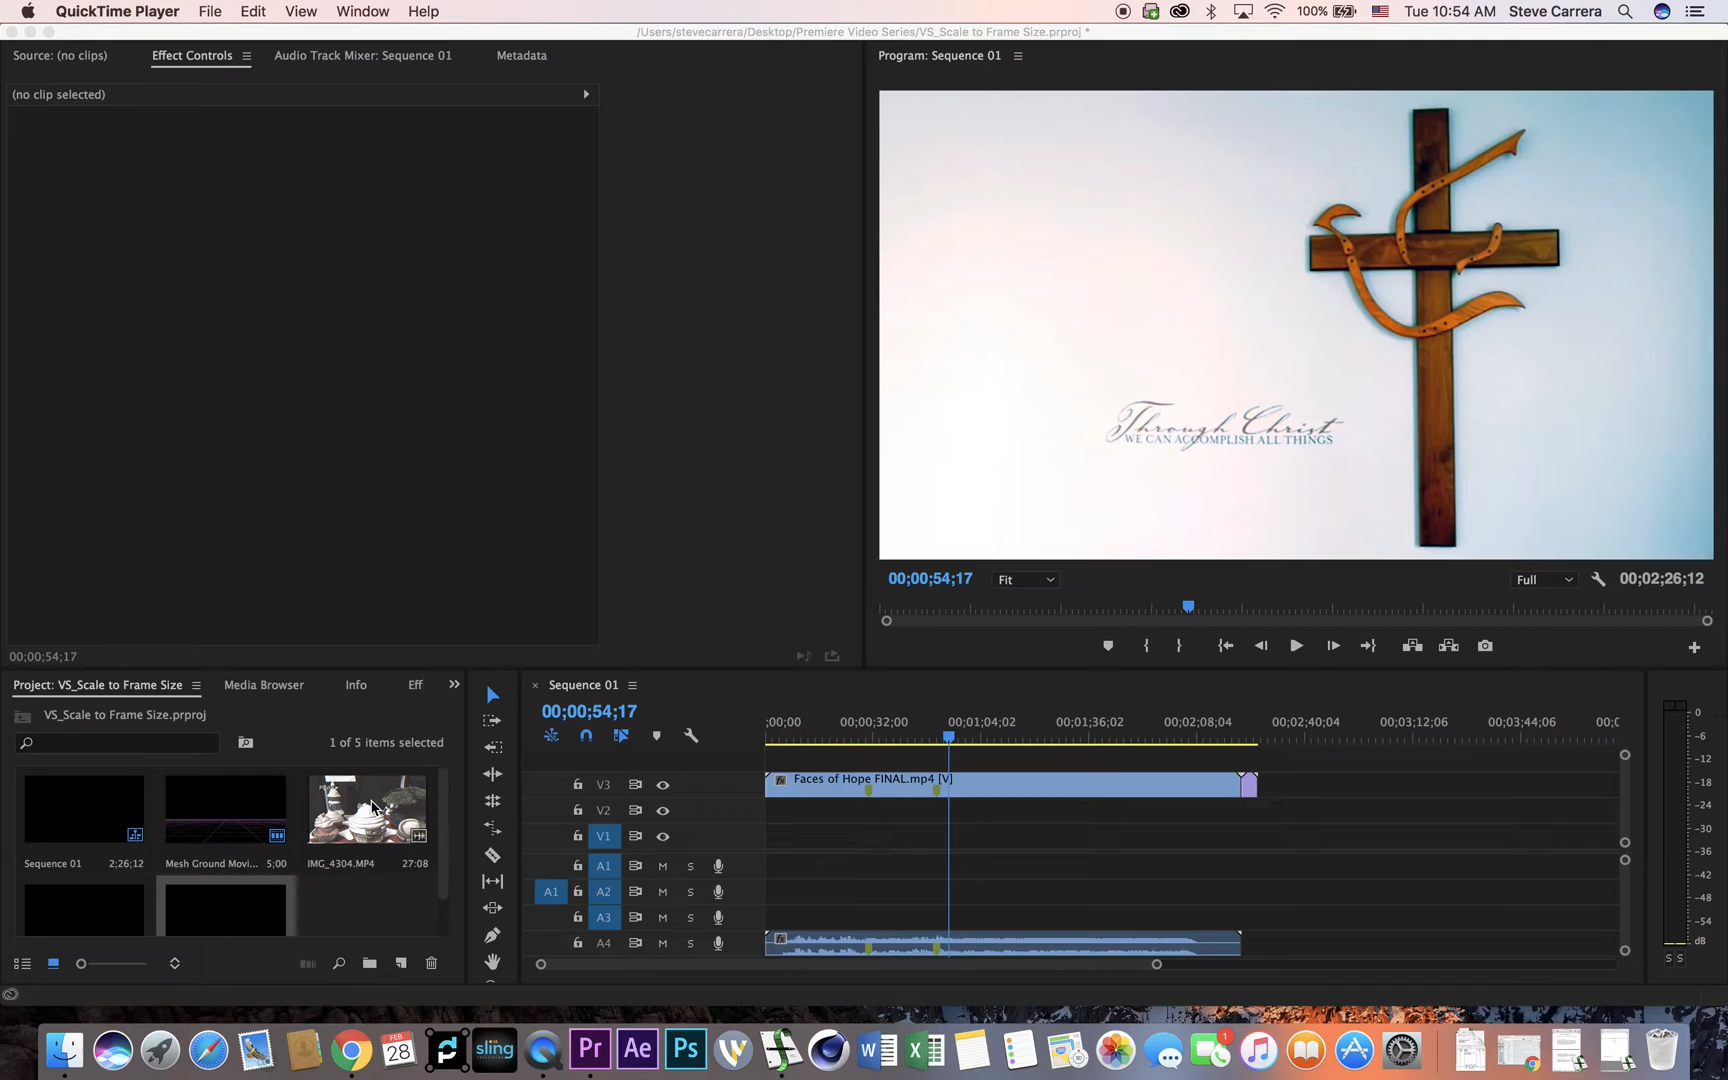 QuickTime Player File Edit View Window Help 100% Tue 10:54 AM Steve Carrera
/Users/stevecarrera/Desktop/Premiere Video Series/VS_Scale to Frame Size.prproj *
Source: (no clips) Effect Controls Audio Track Mixer: Sequence 01 Metadata Program: Sequence 01
(no clip selected)
Through Christ
WE CAN ACCOMPLISH ALL THINGS
00;00;54;17 Fit Full 00;02;26;12
00;00;54;17
Project: VS_Scale to Frame Size Media Browser Info Eff Sequence 01
VS_Scale to Frame Size.prproj 00;00;54;17
1 of 5 items selected
;00;00 00;00;32;00 00;01;04;02 00;01;36;02 00;02;08;04 00;02;40;04 00;03;12;06 00;03;44;06 00;0
V3 Faces of Hope FINAL.mp4 [V]
V2
V1
Sequence 01 2;26;12 Mesh Ground Movi... 5;00 IMG_4304.MP4 27:08
A1 M S
A1 A2 M S
A3 M S
A4 M S
0
-6
-12
-18
-24
-30
-36
-42
-48
-54
dB
S S
FEB
28
sling
Pr
Ae
Ps
1